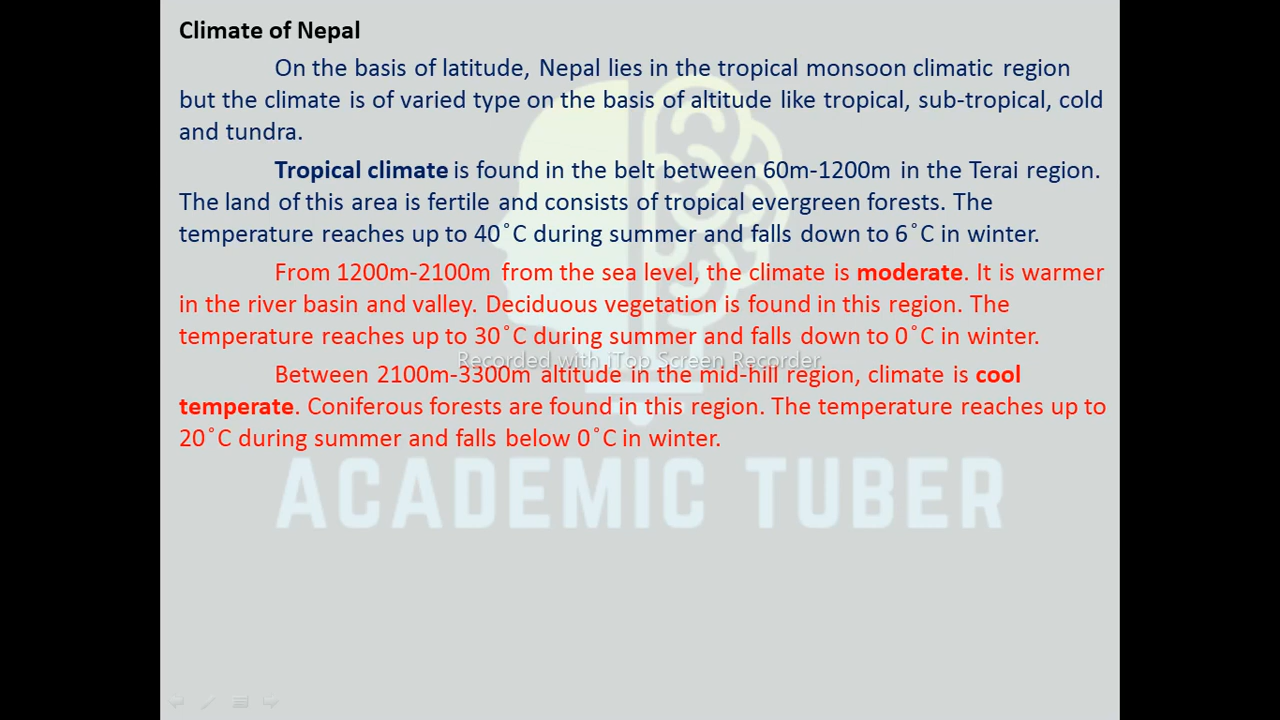 Climate of Nepal
On the basis of latitude, Nepal lies in the tropical monsoon climatic region
but the climate is of varied type on the basis of altitude like tropical, sub-tropical, cold
and tundra.
Tropical climate is found in the belt between 60m-1200m in the Terai region.
The land of this area is fertile and consists of tropical evergreen forests. The
temperature reaches up to 40˚C during summer and falls down to 6˚C in winter.
From 1200m-2100m from the sea level, the climate is moderate. It is warmer
in the river basin and valley. Deciduous vegetation is found in this region. The
temperature reaches up to 30˚C during summer and falls down to 0˚C in winter.
Recorded with iTop Screen Recorder
Between 2100m-3300m altitude in the mid-hill region, climate is cool
temperate. Coniferous forests are found in this region. The temperature reaches up to
20˚C during summer and falls below 0˚C in winter.
ACADEMIC TUBER